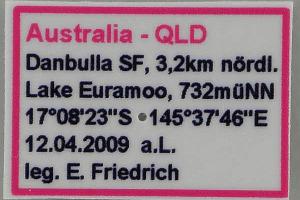 Australia - QLD
Danbulla SF, 3,2km nördl.
Lake Euramoo, 732müNN
17°08'23"S 145°37'46"E
12.04.2009 a.L.
leg. E. Friedrich